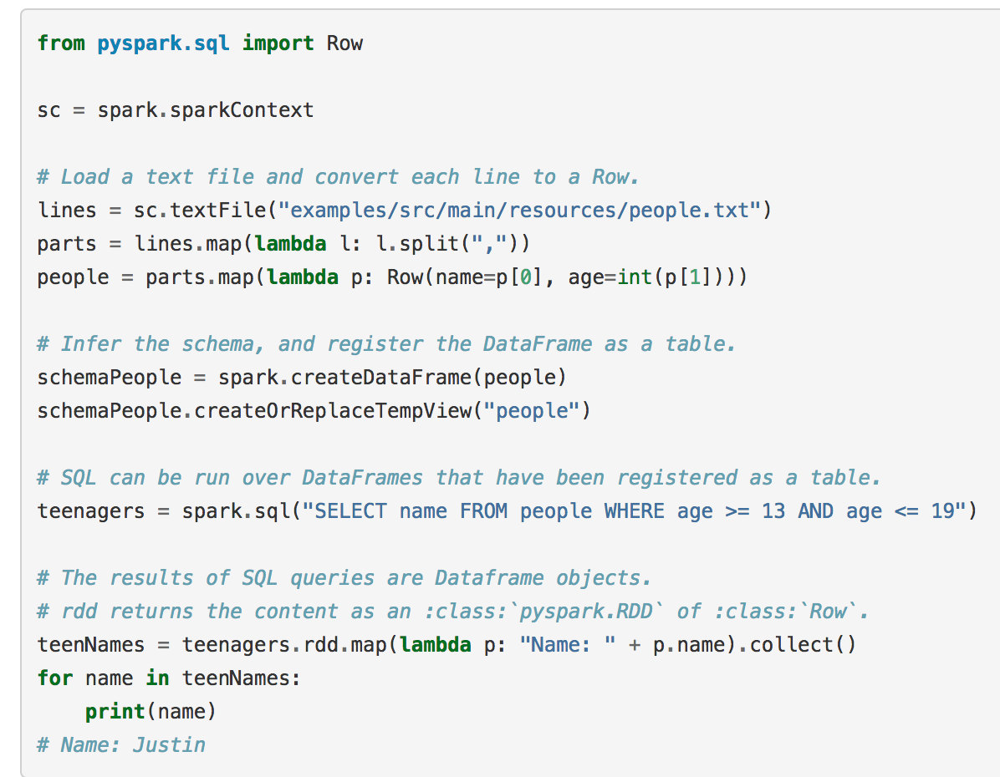 from pyspark.sql import Row
sc = spark.sparkContext
# Load a text file and convert each line to a Row.
lines = sc.textFile("examples/src/main/resources/people.txt")
parts = lines.map(lambda l: l.split(","))
people = parts.map(lambda p: Row(name=p[0], age=int(p[1])))
# Infer the schema, and register the DataFrame as a table.
schemaPeople = spark.createDataFrame(people)
schemaPeople.createOrReplaceTempView("people")
# SQL can be run over DataFrames that have been registered as a table.
teenagers = spark.sql("SELECT name FROM people WHERE age >= 13 AND age <= 19")
# The results of SQL queries are Dataframe objects.
# rdd returns the content as an :class:`pyspark.RDD` of :class:`Row`.
teenNames = teenagers.rdd.map(lambda p: "Name: " + p.name).collect()
for name in teenNames:
    print(name)
# Name: Justin